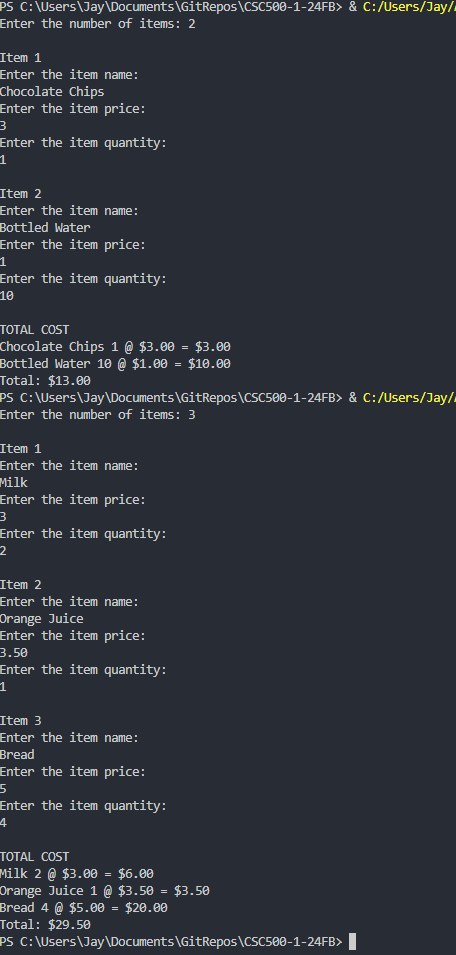 PS C:\Users\Jay\Documents\GitRepos\CSC500-1-24FB> & C:/Users/Jay/
Enter the number of items: 2
Item 1
Enter the item name:
Chocolate Chips
Enter the item price:
3
Enter the item quantity:
1
Item 2
Enter the item name:
Bottled Water
Enter the item price:
1
Enter the item quantity:
10
TOTAL COST
Chocolate Chips 1 @ $3.00 = $3.00
Bottled Water 10 @ $1.00 = $10.00
Total: $13.00
PS C:\Users\Jay\Documents\GitRepos\CSC500-1-24FB> & C:/Users/Jay/
Enter the number of items: 3
Item 1
Enter the item name:
Milk
Enter the item price:
3
Enter the item quantity:
2
Item 2
Enter the item name:
Orange Juice
Enter the item price:
3.50
Enter the item quantity:
1
Item 3
Enter the item name:
Bread
Enter the item price:
5
Enter the item quantity:
4
TOTAL COST
Milk 2 @ $3.00 = $6.00
Orange Juice 1 @ $3.50 = $3.50
Bread 4 @ $5.00 = $20.00
Total: $29.50
PS C:\Users\Jay\Documents\GitRepos\CSC500-1-24FB>